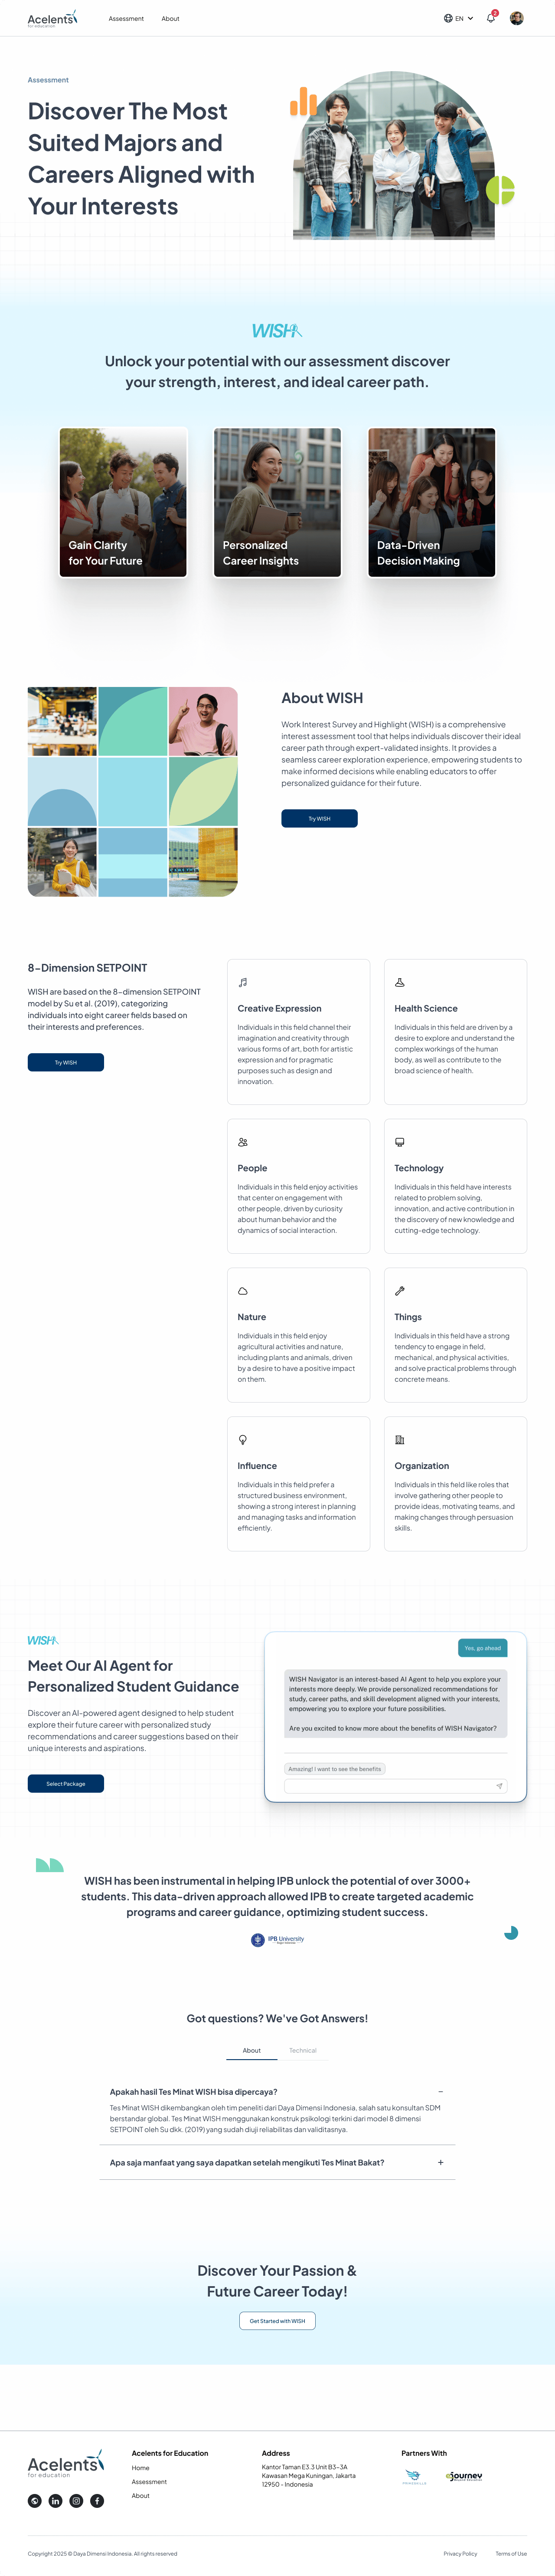 Acelents
for education
Assessment
About
EN
2
Assessment
Discover The Most
Suited Majors and
Careers Aligned with
Your Interests
WISH
Unlock your potential with our assessment discover
your strength, interest, and ideal career path.
Gain Clarity
for Your Future
Personalized
Career Insights
Data-Driven
Decision Making
About WISH
Work Interest Survey and Highlight (WISH) is a comprehensive
interest assessment tool that helps individuals discover their ideal
career path through expert-validated insights. It provides a
seamless career exploration experience, empowering students to
make informed decisions while enabling educators to offer
personalized guidance for their future.
Try WISH
8-Dimension SETPOINT
WISH are based on the 8-dimension SETPOINT
model by Su et al. (2019), categorizing
individuals into eight career fields based on
their interests and preferences.
Try WISH
Creative Expression
Individuals in this field channel their
imagination and creativity through
various forms of art, both for artistic
expression and for pragmatic
purposes such as design and
innovation.
Health Science
Individuals in this field are driven by a
desire to explore and understand the
complex workings of the human
body, as well as contribute to the
broad science of health.
People
Individuals in this field enjoy activities
that center on engagement with
other people, driven by curiosity
about human behavior and the
dynamics of social interaction.
Technology
Individuals in this field have interests
related to problem solving,
innovation, and active contribution in
the discovery of new knowledge and
cutting-edge technology.
Nature
Individuals in this field enjoy
agricultural activities and nature,
including plants and animals, driven
by a desire to have a positive impact
on them.
Things
Individuals in this field have a strong
tendency to engage in field,
mechanical, and physical activities,
and solve practical problems through
concrete means.
Influence
Individuals in this field prefer a
structured business environment,
showing a strong interest in planning
and managing tasks and information
efficiently.
Organization
Individuals in this field like roles that
involve gathering other people to
provide ideas, motivating teams, and
making changes through persuasion
skills.
WISH
Meet Our AI Agent for
Personalized Student Guidance
Discover an AI-powered agent designed to help student
explore their future career with personalized study
recommendations and career suggestions based on their
unique interests and aspirations.
Select Package
Yes, go ahead
WISH Navigator is an interest-based AI Agent to help you explore your
interests more deeply. We provide personalized recommendations for
study, career paths, and skill development aligned with your interests,
empowering you to explore your future possibilities.
Are you excited to know more about the benefits of WISH Navigator?
Amazing! I want to see the benefits
WISH has been instrumental in helping IPB unlock the potential of over 3000+
students. This data-driven approach allowed IPB to create targeted academic
programs and career guidance, optimizing student success.
IPB University
Got questions? We've Got Answers!
About
Technical
Apakah hasil Tes Minat WISH bisa dipercaya?
Tes Minat WISH dikembangkan oleh tim peneliti dari Daya Dimensi Indonesia, salah satu konsultan SDM
berstandar global. Tes Minat WISH menggunakan konstruk psikologi terkini dari model 8 dimensi
SETPOINT oleh Su dkk. (2019) yang sudah diuji reliabilitas dan validitasnya.
Apa saja manfaat yang saya dapatkan setelah mengikuti Tes Minat Bakat?
Discover Your Passion &
Future Career Today!
Get Started with WISH
Acelents
for education
Acelents for Education
Home
Assessment
About
Address
Kantor Taman E3.3 Unit B3-3A
Kawasan Mega Kuningan, Jakarta
12950 - Indonesia
Partners With
ejourney
Copyright 2025 © Daya Dimensi Indonesia. All rights reserved
Privacy Policy
Terms of Use